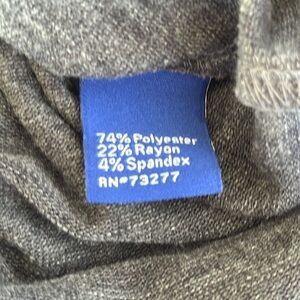 74% Polyester
22% Rayon
4% Spandex
RN#73277